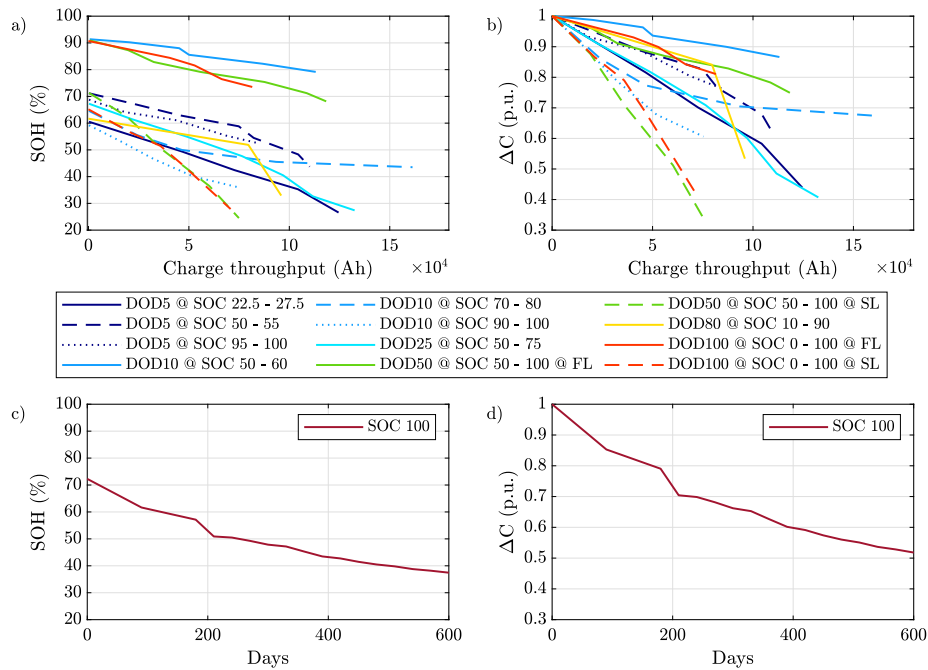 a)
100
90
80
70
60
50
40
30
20
SOH (%)
0
5
10
15
×10⁴
Charge throughput (Ah)
b)
1
0.9
0.8
0.7
0.6
0.5
0.4
0.3
ΔC (p.u.)
0
5
10
15
×10⁴
Charge throughput (Ah)
DOD5 @ SOC 22.5 - 27.5
DOD5 @ SOC 50 - 55
DOD5 @ SOC 95 - 100
DOD10 @ SOC 50 - 60
DOD10 @ SOC 70 - 80
DOD10 @ SOC 90 - 100
DOD25 @ SOC 50 - 75
DOD50 @ SOC 50 - 100 @ FL
DOD50 @ SOC 50 - 100 @ SL
DOD80 @ SOC 10 - 90
DOD100 @ SOC 0 - 100 @ FL
DOD100 @ SOC 0 - 100 @ SL
c)
100
90
80
70
60
50
40
30
20
SOH (%)
SOC 100
0
200
400
600
Days
d)
1
0.9
0.8
0.7
0.6
0.5
0.4
0.3
ΔC (p.u.)
SOC 100
0
200
400
600
Days